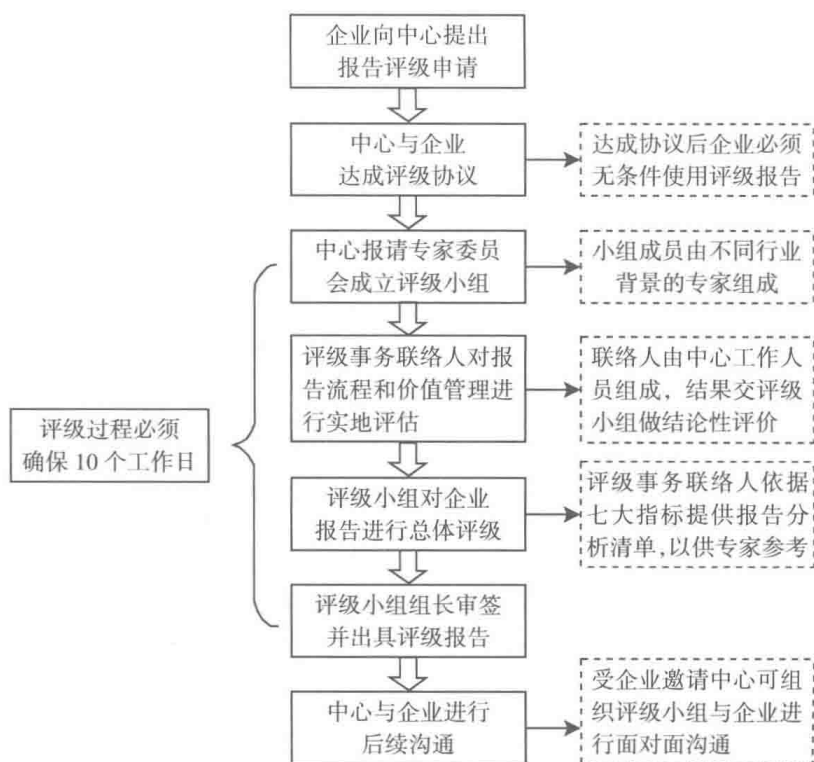 企业向中心提出
报告评级申请
中心与企业
达成评级协议
达成协议后企业必须
无条件使用评级报告
中心报请专家委员
会成立评级小组
小组成员由不同行业
背景的专家组成
评级事务联络人对报
告流程和价值管理进
行实地评估
联络人由中心工作人
员组成，结果交评级
小组做结论性评价
评级过程必须
确保10个工作日
评级小组对企业
报告进行总体评级
评级事务联络人依据
七大指标提供报告分
析清单，以供专家参考
评级小组组长审签
并出具评级报告
中心与企业进行
后续沟通
受企业邀请中心可组
织评级小组与企业进
行面对面沟通